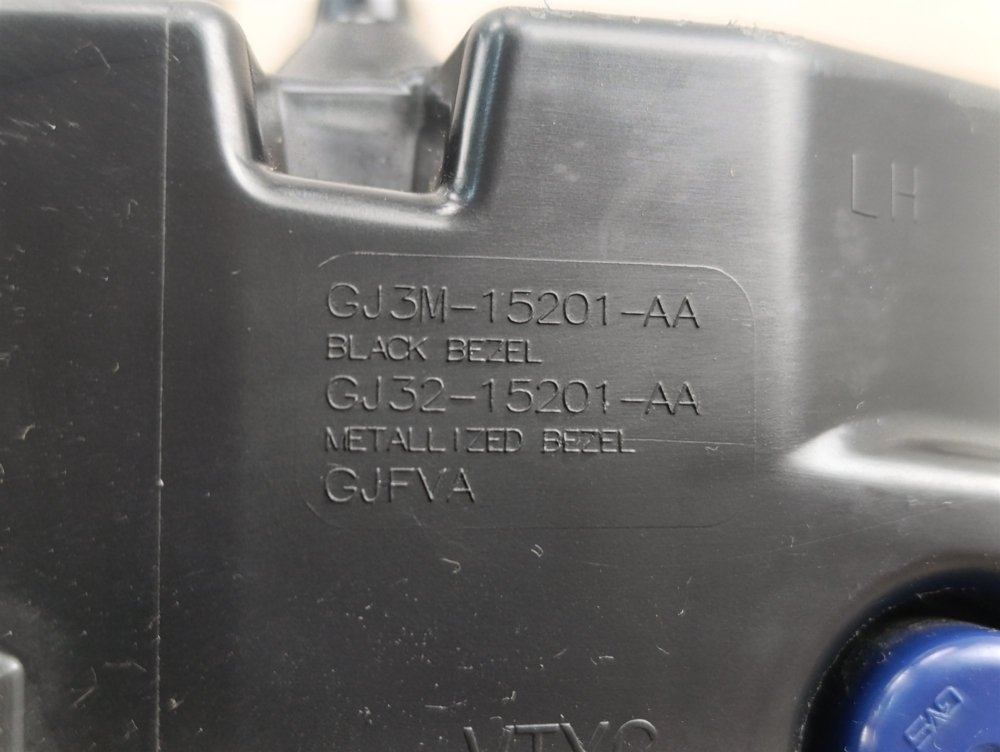 LH
GJ3M-15201-AA
BLACK BEZEL
GJ32-15201-AA
METALLIZED BEZEL
GJFVA